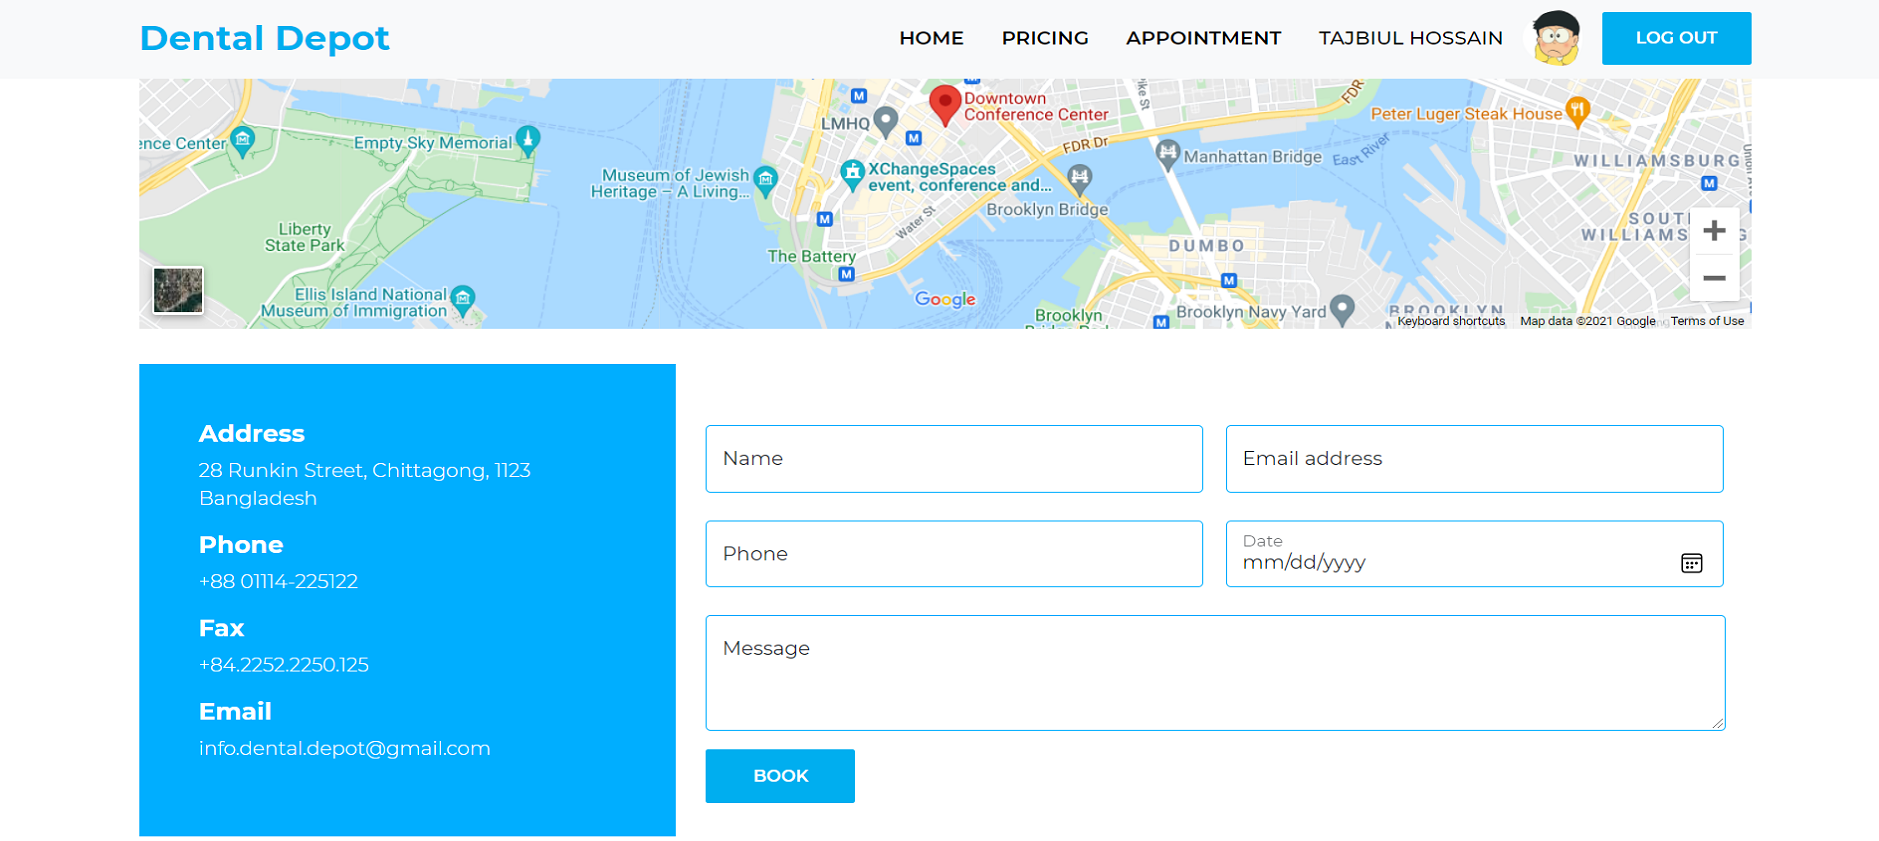 Dental Depot
HOME
PRICING
APPOINTMENT
TAJBIUL HOSSAIN
LOG OUT
Downtown
Conference Center
LMHQ
Pike St
FDR
Peter Luger Steak House
ence Center
Empty Sky Memorial
FDR Dr
Manhattan Bridge
East River
WILLIAMSBURG
Union
Museum of Jewish
Heritage – A Living...
XChangeSpaces
event, conference and...
Brooklyn Bridge
Water St
Liberty
State Park
SOUTH
WILLIAMSBURG
DUMBO
The Battery
Ellis Island National
Museum of Immigration
Google
Brooklyn
Brooklyn Navy Yard
BROOKLYN
Keyboard shortcuts
Map data ©2021 Google
Terms of Use
Address
28 Runkin Street, Chittagong, 1123
Bangladesh
Phone
+88 01114-225122
Fax
+84.2252.2250.125
Email
info.dental.depot@gmail.com
Name
Email address
Phone
Date
mm/dd/yyyy
Message
BOOK